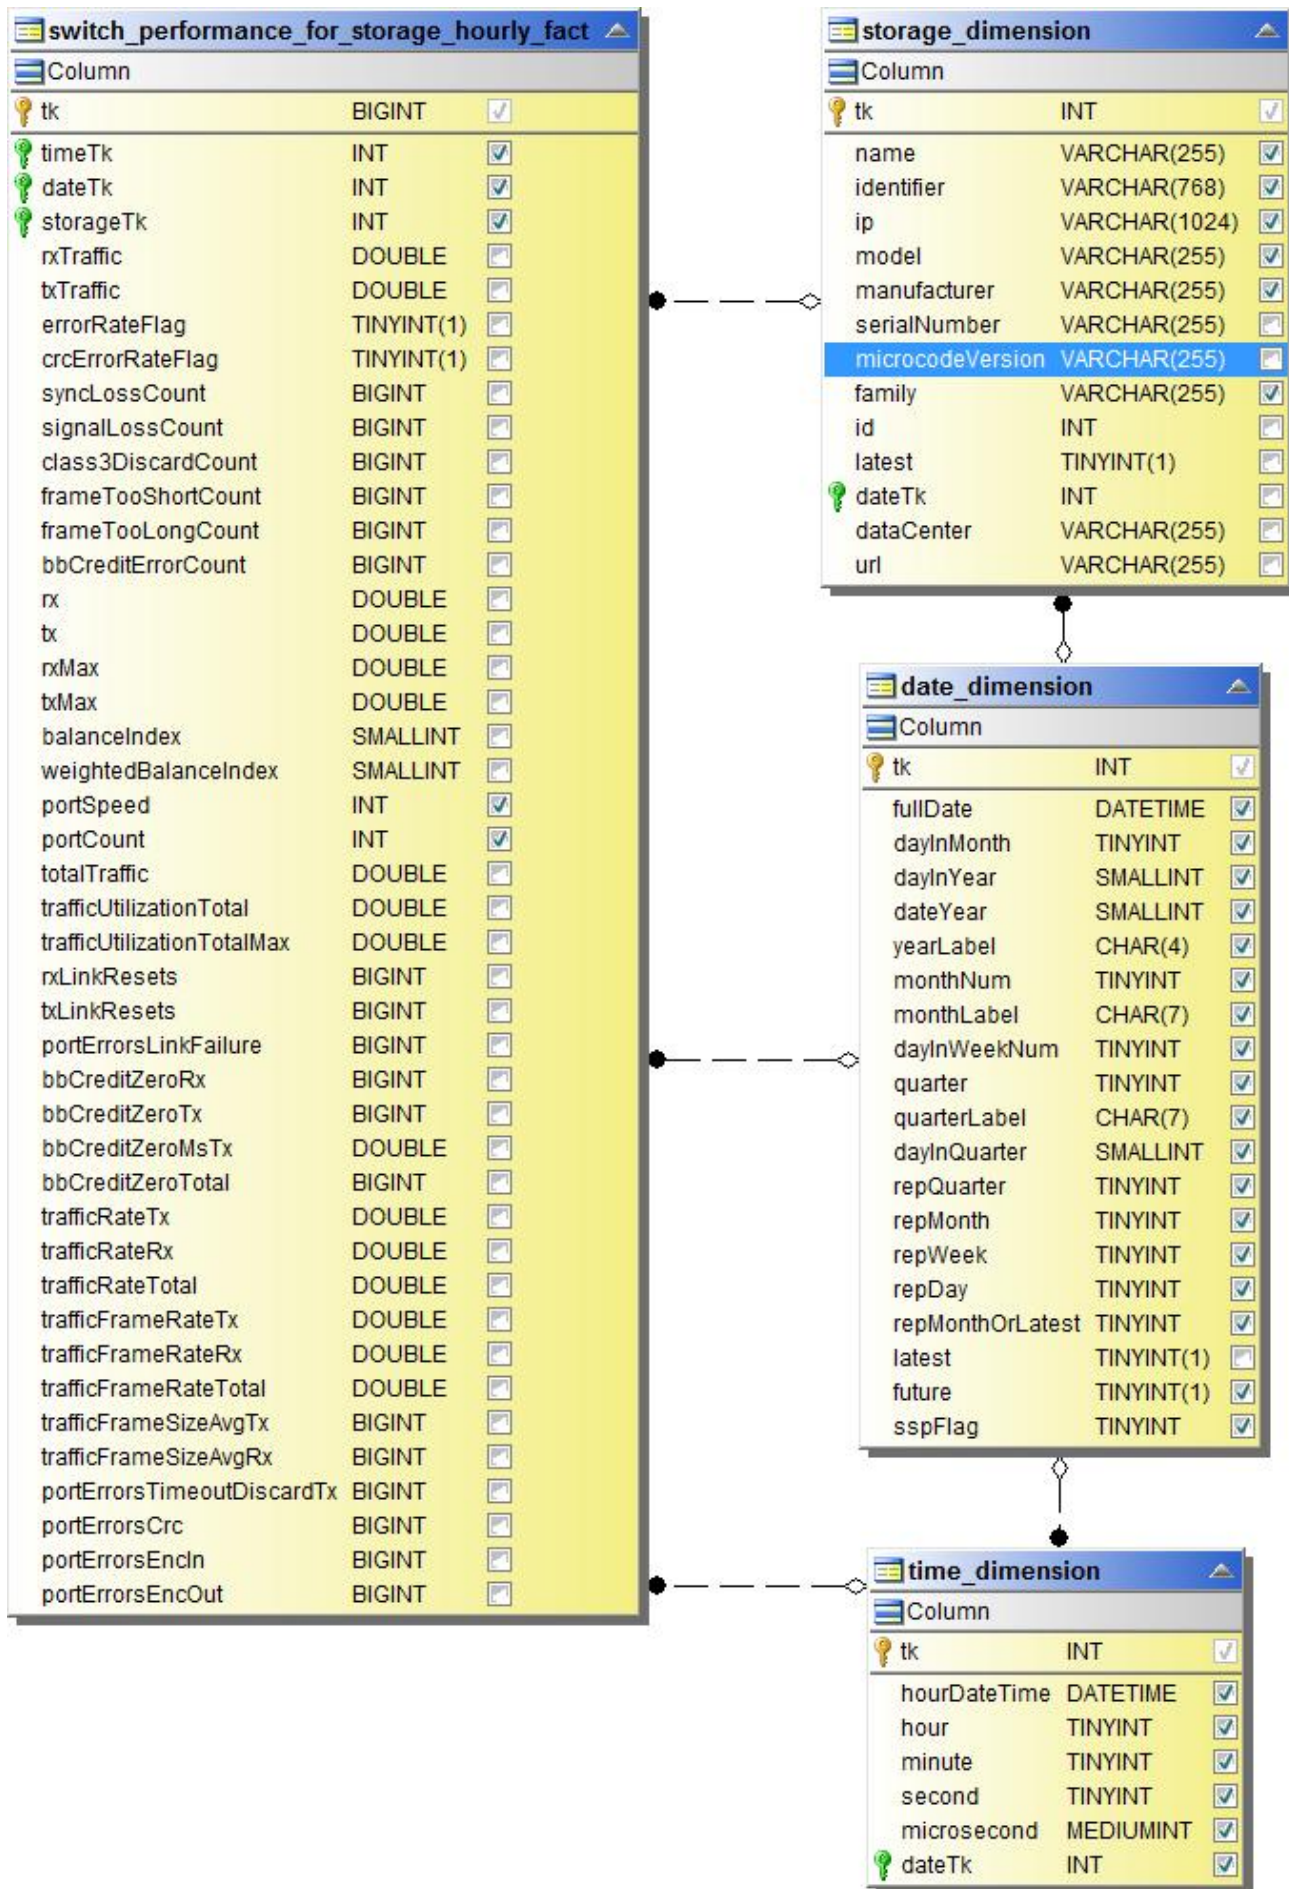 switch_performance_for_storage_hourly_fact
Column
tk BIGINT
timeTk INT
dateTk INT
storageTk INT
rxTraffic DOUBLE
txTraffic DOUBLE
errorRateFlag TINYINT(1)
crcErrorRateFlag TINYINT(1)
syncLossCount BIGINT
signalLossCount BIGINT
class3DiscardCount BIGINT
frameTooShortCount BIGINT
frameTooLongCount BIGINT
bbCreditErrorCount BIGINT
rx DOUBLE
tx DOUBLE
rxMax DOUBLE
txMax DOUBLE
balanceIndex SMALLINT
weightedBalanceIndex SMALLINT
portSpeed INT
portCount INT
totalTraffic DOUBLE
trafficUtilizationTotal DOUBLE
trafficUtilizationTotalMax DOUBLE
rxLinkResets BIGINT
txLinkResets BIGINT
portErrorsLinkFailure BIGINT
bbCreditZeroRx BIGINT
bbCreditZeroTx BIGINT
bbCreditZeroMsTx DOUBLE
bbCreditZeroTotal BIGINT
trafficRateTx DOUBLE
trafficRateRx DOUBLE
trafficRateTotal DOUBLE
trafficFrameRateTx DOUBLE
trafficFrameRateRx DOUBLE
trafficFrameRateTotal DOUBLE
trafficFrameSizeAvgTx BIGINT
trafficFrameSizeAvgRx BIGINT
portErrorsTimeoutDiscardTx BIGINT
portErrorsCrc BIGINT
portErrorsEncIn BIGINT
portErrorsEncOut BIGINT
storage_dimension
Column
tk INT
name VARCHAR(255)
identifier VARCHAR(768)
ip VARCHAR(1024)
model VARCHAR(255)
manufacturer VARCHAR(255)
serialNumber VARCHAR(255)
microcodeVersion VARCHAR(255)
family VARCHAR(255)
id INT
latest TINYINT(1)
dateTk INT
dataCenter VARCHAR(255)
url VARCHAR(255)
date_dimension
Column
tk INT
fullDate DATETIME
dayInMonth TINYINT
dayInYear SMALLINT
dateYear SMALLINT
yearLabel CHAR(4)
monthNum TINYINT
monthLabel CHAR(7)
dayInWeekNum TINYINT
quarter TINYINT
quarterLabel CHAR(7)
dayInQuarter SMALLINT
repQuarter TINYINT
repMonth TINYINT
repWeek TINYINT
repDay TINYINT
repMonthOrLatest TINYINT
latest TINYINT(1)
future TINYINT(1)
sspFlag TINYINT
time_dimension
Column
tk INT
hourDateTime DATETIME
hour TINYINT
minute TINYINT
second TINYINT
microsecond MEDIUMINT
dateTk INT